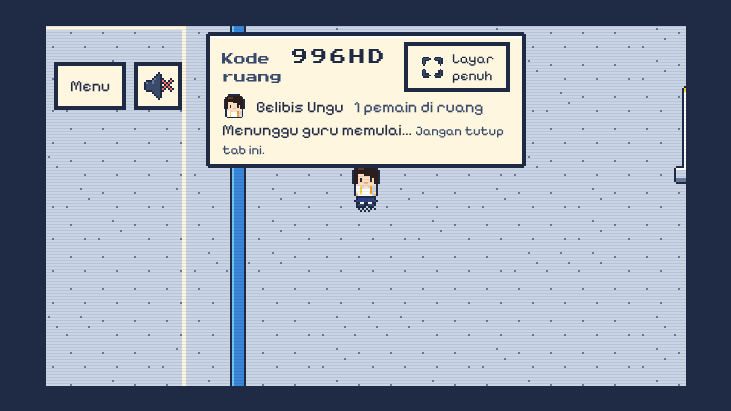 Menu
Kode ruang 996HD
Layar penuh
Belibis Ungu 1 pemain di ruang
Menunggu guru memulai... Jangan tutup
tab ini.